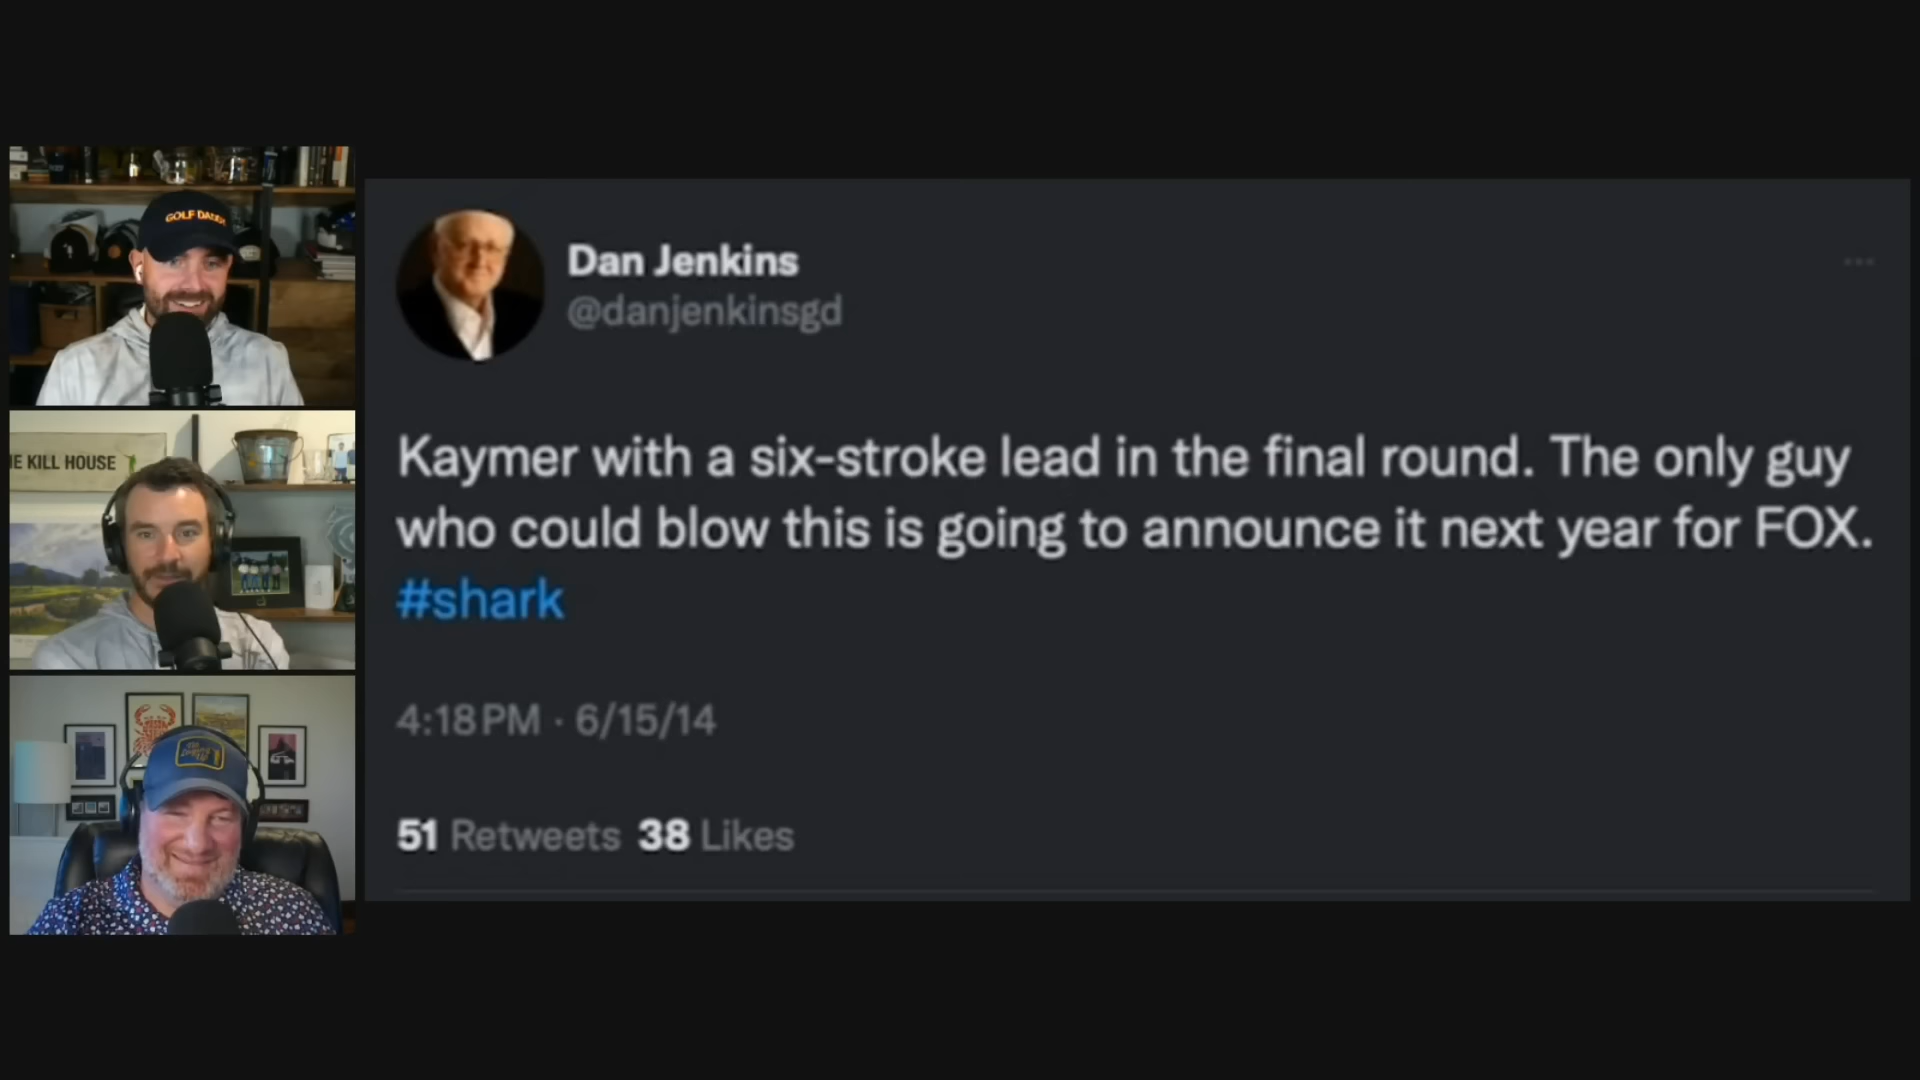 GOLF DADDY
E KILL HOUSE
Dan Jenkins
@danjenkinsgd
Kaymer with a six-stroke lead in the final round. The only guy
who could blow this is going to announce it next year for FOX.
#shark
4:18 PM · 6/15/14
51 Retweets 38 Likes